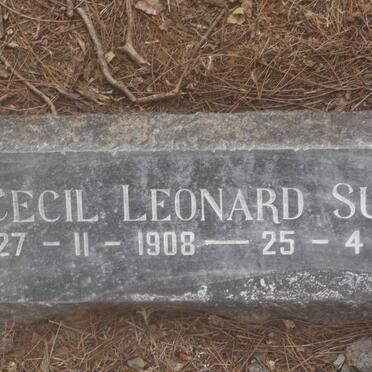 CECIL LEONARD SU
27 - 11 - 1908 — 25 - 4